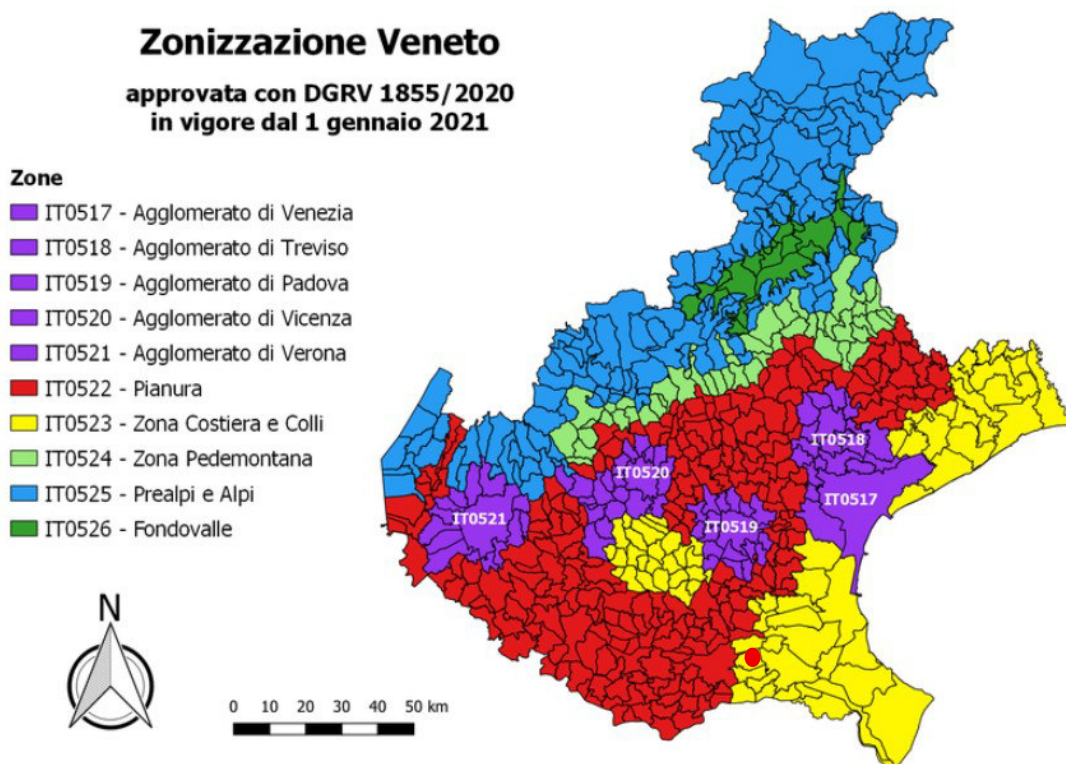 Zonizzazione Veneto
approvata con DGRV 1855/2020
in vigore dal 1 gennaio 2021
Zone
IT0517 - Agglomerato di Venezia
IT0518 - Agglomerato di Treviso
IT0519 - Agglomerato di Padova
IT0520 - Agglomerato di Vicenza
IT0521 - Agglomerato di Verona
IT0522 - Pianura
IT0523 - Zona Costiera e Colli
IT0524 - Zona Pedemontana
IT0525 - Prealpi e Alpi
IT0526 - Fondovalle
IT0518
IT0520
IT0517
IT0521
IT0519
N
0 10 20 30 40 50 km